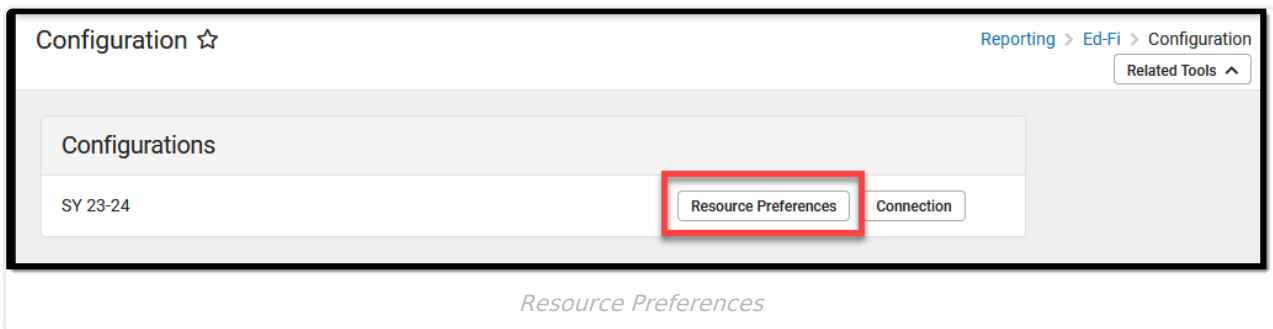 Configuration ☆
Reporting > Ed-Fi > Configuration
Related Tools
Configurations
SY 23-24
Resource Preferences
Connection
Resource Preferences